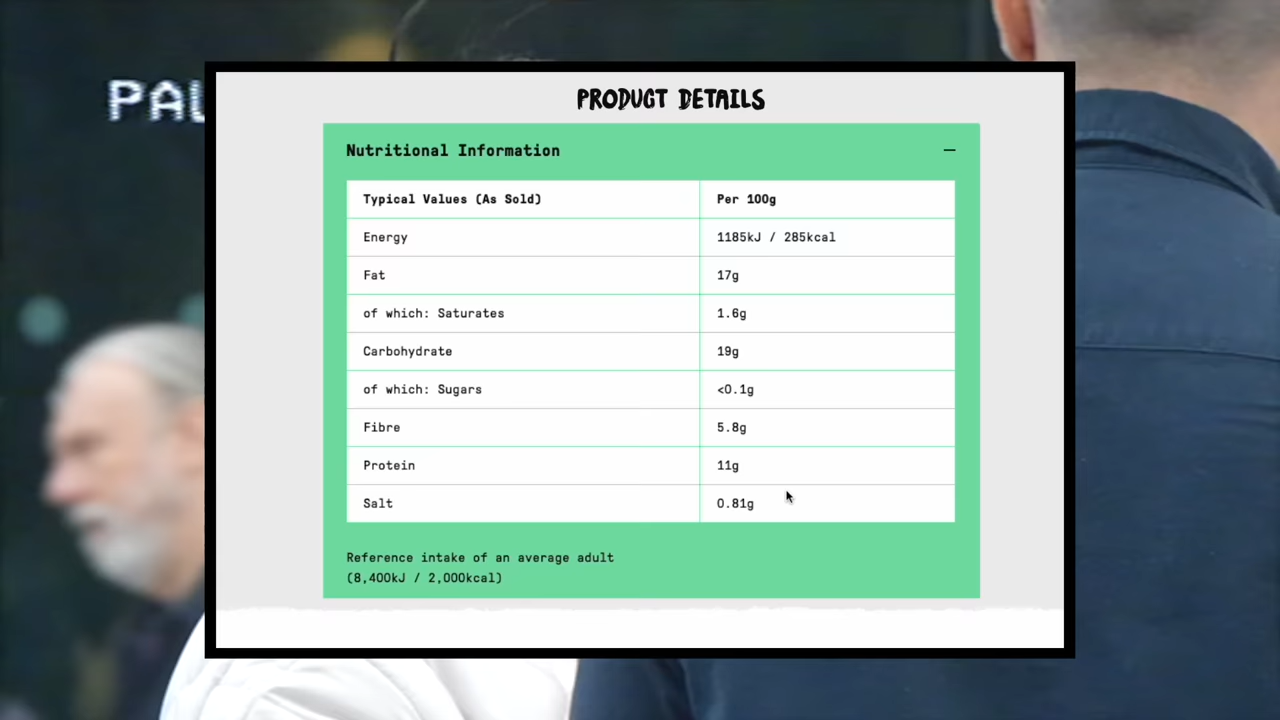 PAL
PRODUCT DETAILS
Nutritional Information
Typical Values (As Sold) Per 100g
Energy 1185kJ / 285kcal
Fat 17g
of which: Saturates 1.6g
Carbohydrate 19g
of which: Sugars <0.1g
Fibre 5.8g
Protein 11g
Salt 0.81g
Reference intake of an average adult
(8,400kJ / 2,000kcal)